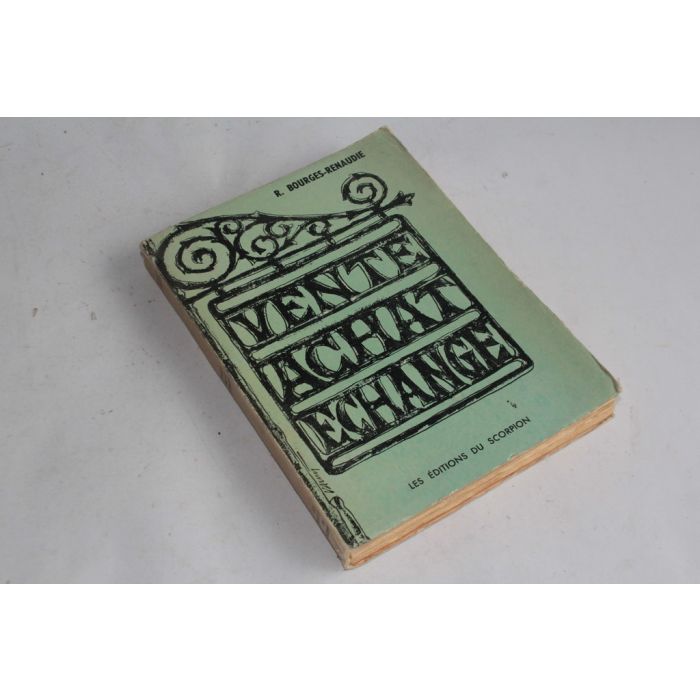 R. BOURGES-RENAUDIE
VENTE
ACHAT
ECHANGE
LES ÉDITIONS DU SCORPION